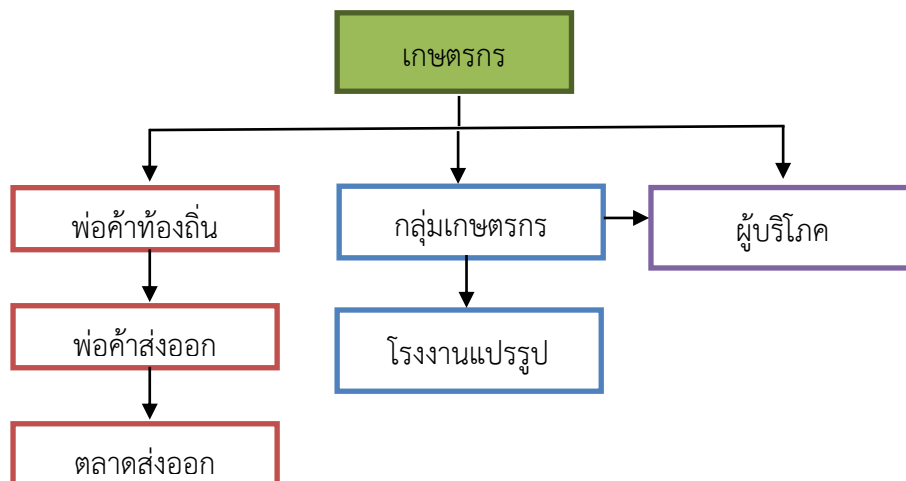 เกษตรกร
พ่อค้าท้องถิ่น
กลุ่มเกษตรกร
ผู้บริโภค
พ่อค้าส่งออก
โรงงานแปรรูป
ตลาดส่งออก